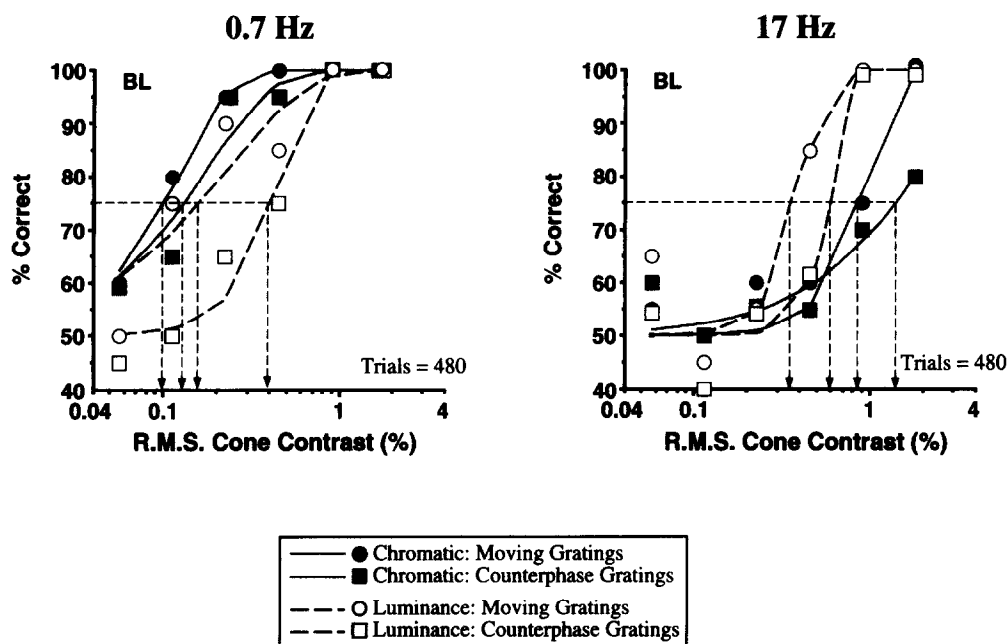 0.7 Hz
17 Hz
BL
BL
% Correct
% Correct
100
90
80
70
60
50
40
100
90
80
70
60
50
40
Trials = 480
Trials = 480
0.04 0.1 1 4
0.04 0.1 1 4
R.M.S. Cone Contrast (%)
R.M.S. Cone Contrast (%)
Chromatic: Moving Gratings
Chromatic: Counterphase Gratings
Luminance: Moving Gratings
Luminance: Counterphase Gratings